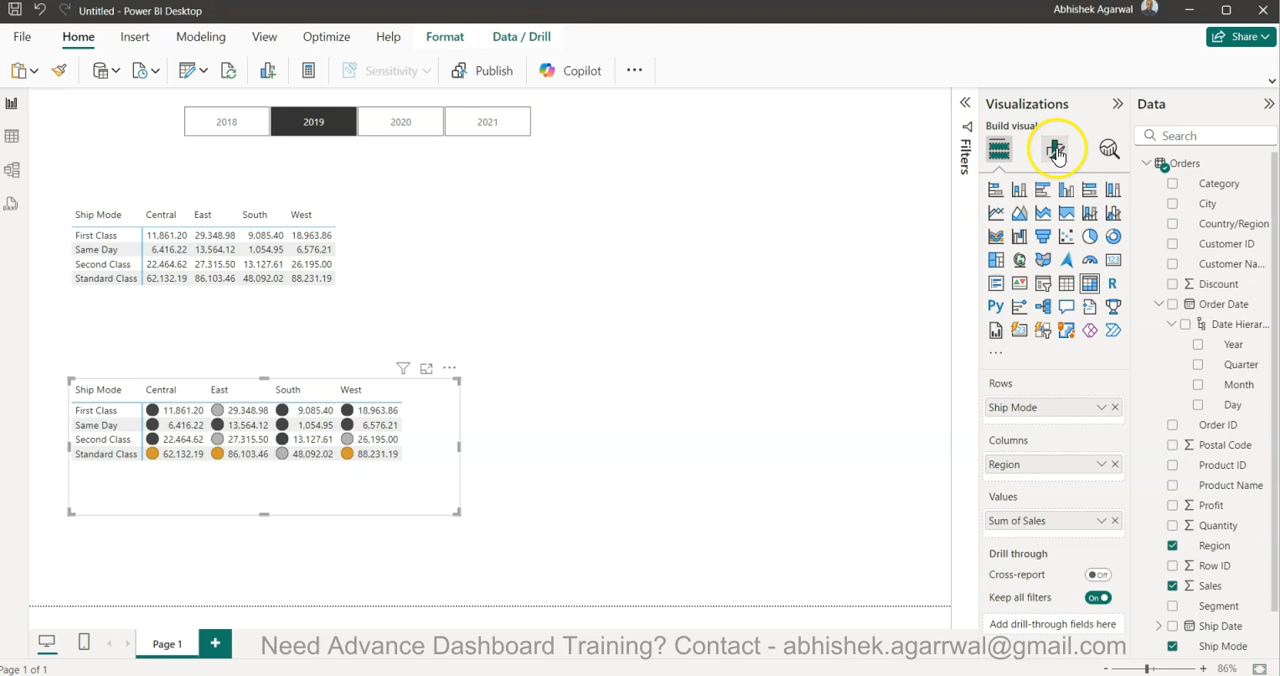 Untitled - Power BI Desktop
Abhishek Agarwal
File Home Insert Modeling View Optimize Help Format Data / Drill
Share
Sensitivity Publish Copilot
2018 2019 2020 2021
Ship Mode Central East South West
First Class 11,861.20 29,348.98 9,085.40 18,963.86
Same Day 6,416.22 13,564.12 1,054.95 6,576.21
Second Class 22,464.62 27,315.50 13,127.61 26,195.00
Standard Class 62,132.19 86,103.46 48,092.02 88,231.19
Ship Mode Central East South West
First Class 11,861.20 29,348.98 9,085.40 18,963.86
Same Day 6,416.22 13,564.12 1,054.95 6,576.21
Second Class 22,464.62 27,315.50 13,127.61 26,195.00
Standard Class 62,132.19 86,103.46 48,092.02 88,231.19
Filters
Visualizations
Build visual
R
Py
123
Rows
Ship Mode
Columns
Region
Values
Sum of Sales
Drill through
Cross-report Off
Keep all filters On
Add drill-through fields here
Data
Search
Orders
Category
City
Country/Region
Customer ID
Customer Na...
Discount
Order Date
Date Hierar...
Year
Quarter
Month
Day
Order ID
Postal Code
Product ID
Product Name
Profit
Quantity
Region
Row ID
Sales
Segment
Ship Date
Ship Mode
Page 1
Need Advance Dashboard Training? Contact - abhishek.agarrwal@gmail.com
Page 1 of 1
86%